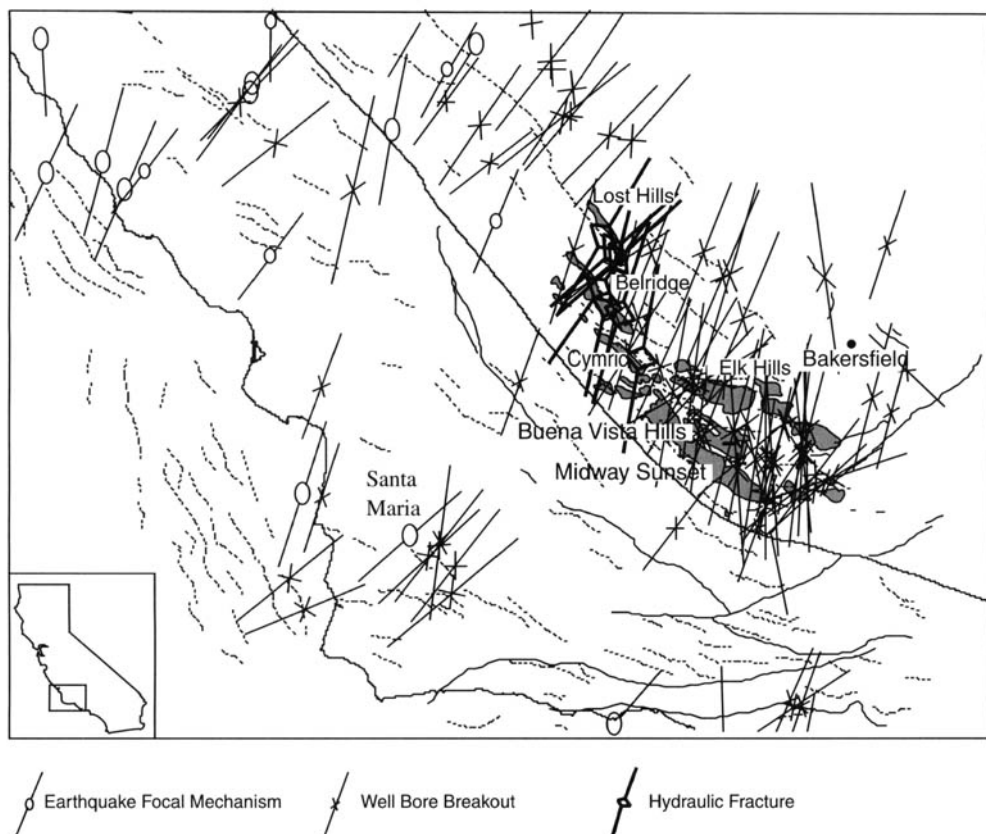 Lost Hills
Belridge
Cymric
Elk Hills
Bakersfield
Buena Vista Hills
Midway Sunset
Santa
Maria
Earthquake Focal Mechanism
Well Bore Breakout
Hydraulic Fracture